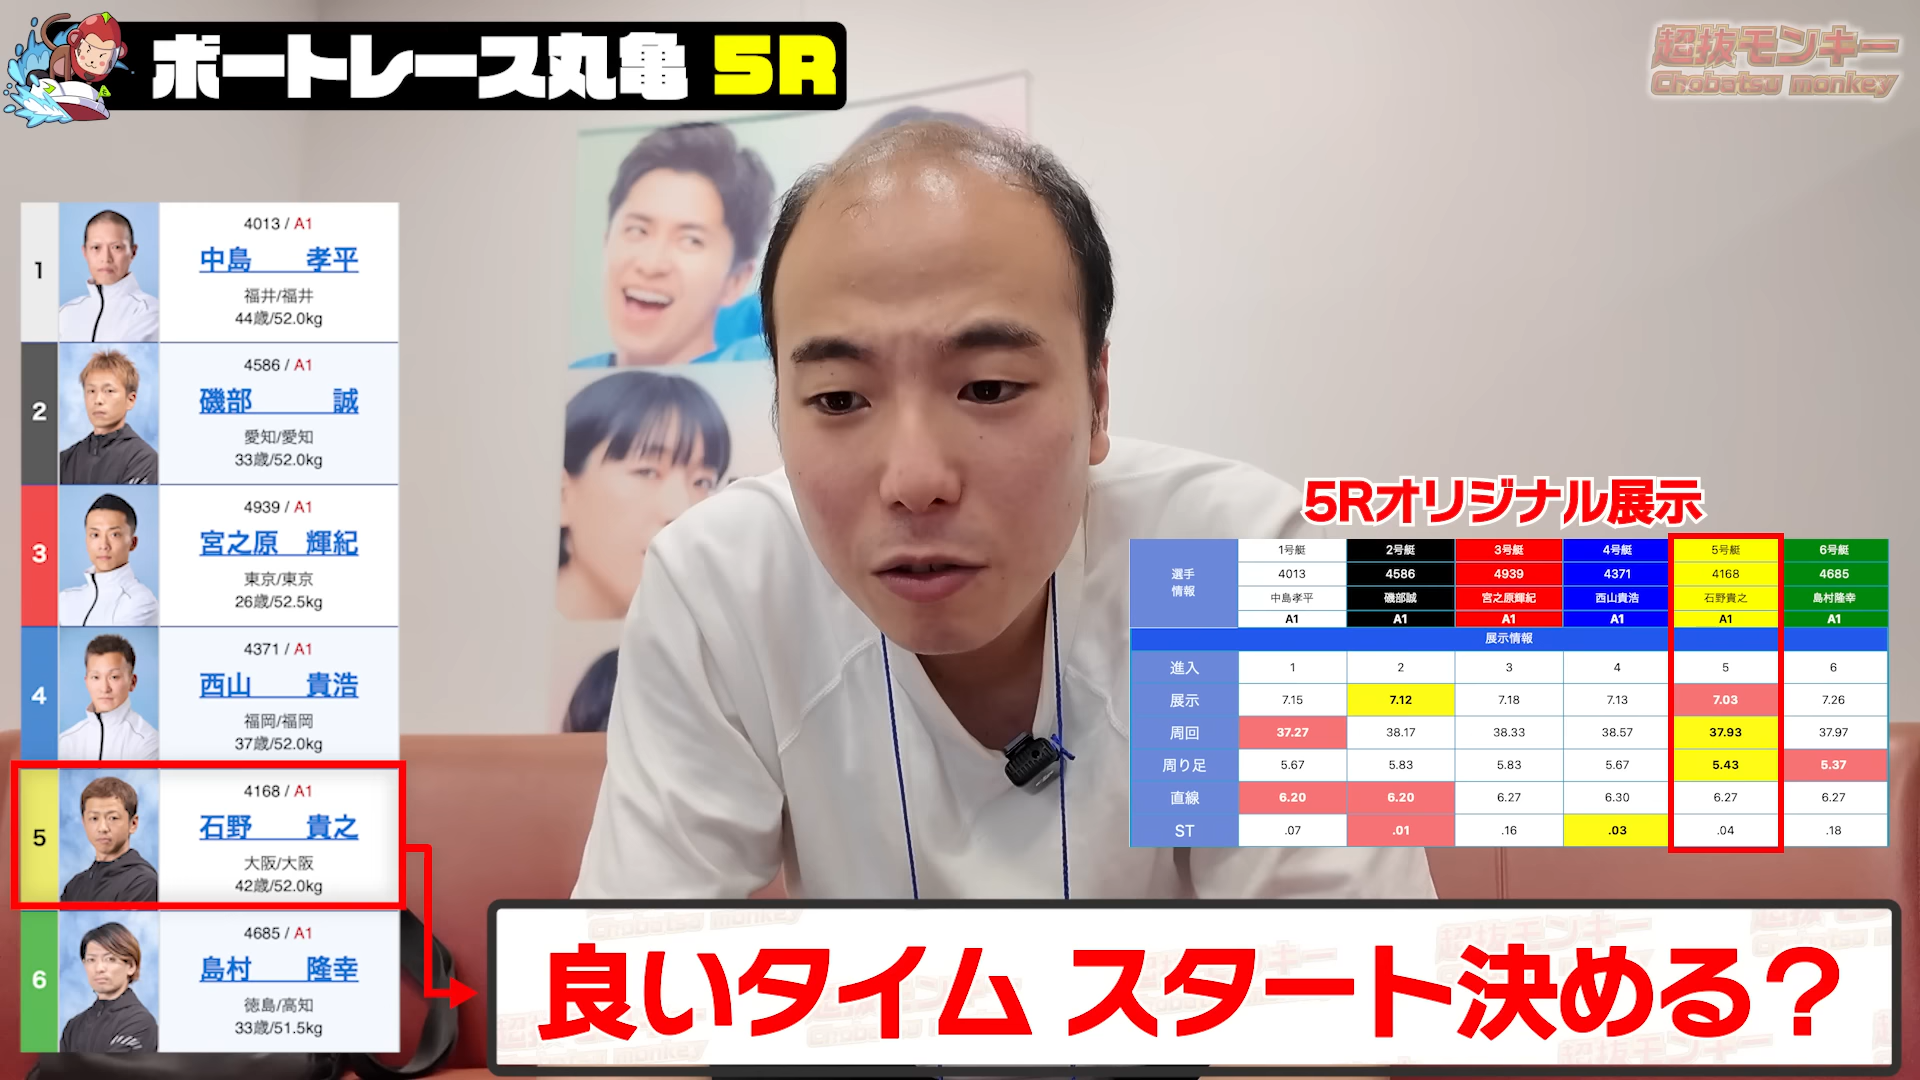 ボートレース丸亀 5R
超抜モンキー
Chobatsu monkey
1
4013 / A1
中島 孝平
福井/福井
44歳/52.0kg
2
4586 / A1
磯部 誠
愛知/愛知
33歳/52.0kg
3
4939 / A1
宮之原 輝紀
東京/東京
26歳/52.5kg
4
4371 / A1
西山 貴浩
福岡/福岡
37歳/52.0kg
5
4168 / A1
石野 貴之
大阪/大阪
42歳/52.0kg
6
4685 / A1
島村 隆幸
徳島/高知
33歳/51.5kg
5Rオリジナル展示
選手情報 1号艇 2号艇 3号艇 4号艇 5号艇 6号艇
4013 4586 4939 4371 4168 4685
中島孝平 磯部誠 宮之原輝紀 西山貴浩 石野貴之 島村隆幸
A1 A1 A1 A1 A1 A1
展示情報
進入 1 2 3 4 5 6
展示 7.15 7.12 7.18 7.13 7.03 7.26
周回 37.27 38.17 38.33 38.57 37.93 37.97
周り足 5.67 5.83 5.83 5.67 5.43 5.37
直線 6.20 6.20 6.27 6.30 6.27 6.27
ST .07 .01 .16 .03 .04 .18
良いタイム スタート決める？